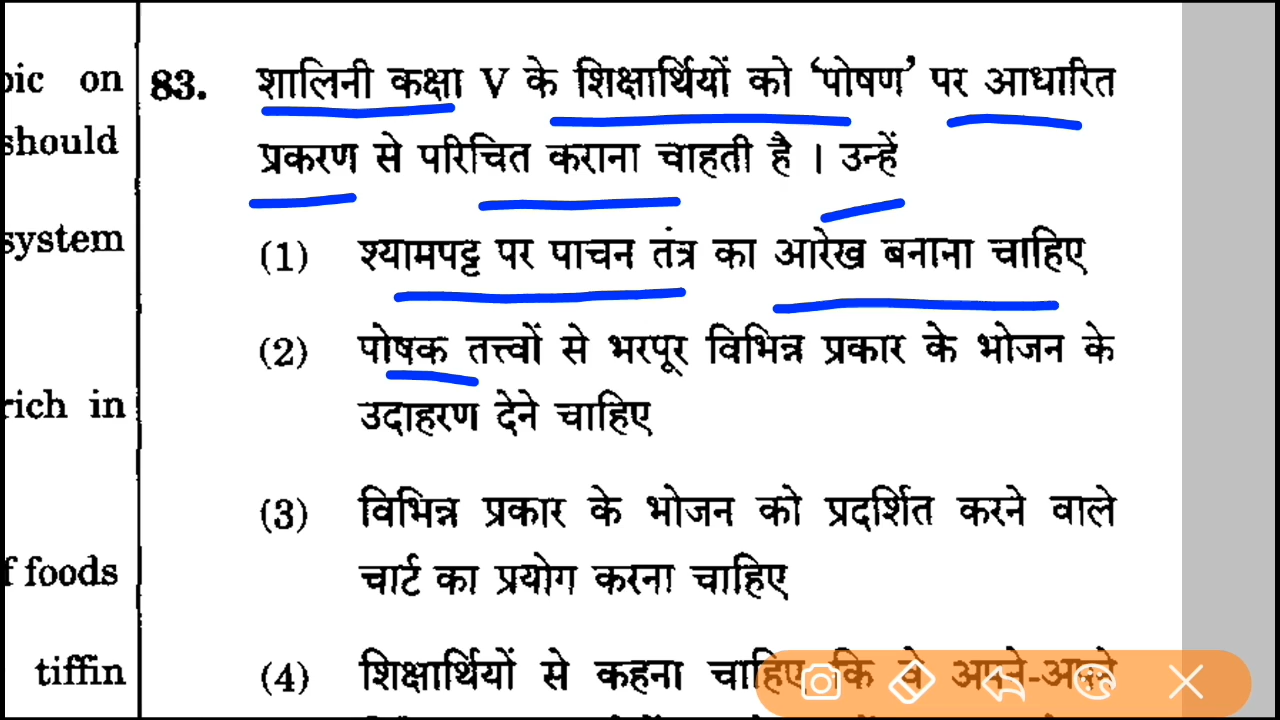 pic on
should
system
rich in
f foods
tiffin
83. शालिनी कक्षा V के शिक्षार्थियों को ‘पोषण’ पर आधारित
प्रकरण से परिचित कराना चाहती है । उन्हें
(1) श्यामपट्ट पर पाचन तंत्र का आरेख बनाना चाहिए
(2) पोषक तत्त्वों से भरपूर विभिन्न प्रकार के भोजन के
उदाहरण देने चाहिए
(3) विभिन्न प्रकार के भोजन को प्रदर्शित करने वाले
चार्ट का प्रयोग करना चाहिए
(4) शिक्षार्थियों से कहना चाहिए कि वे अपने-अपने